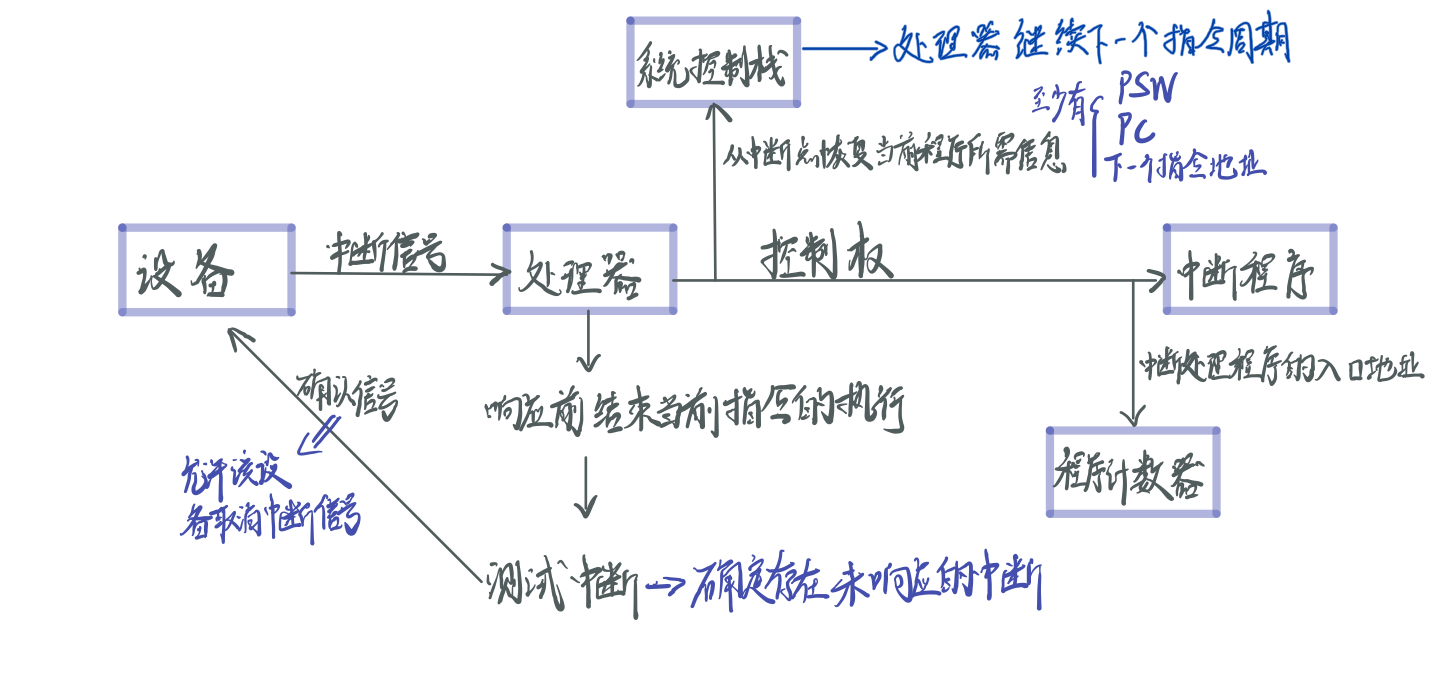 系统控制栈
处理器 继续下一个指令周期
至少有
PSW
PC
下一个指令地址
从中断点恢复当前程序所需信息
设备
中断信号
处理器
控制权
中断程序
中断处理程序的入口地址
确认信号
响应前 结束当前指令的执行
允许该设
备取消中断信号
程序计数器
测试中断
确定存在未响应的中断